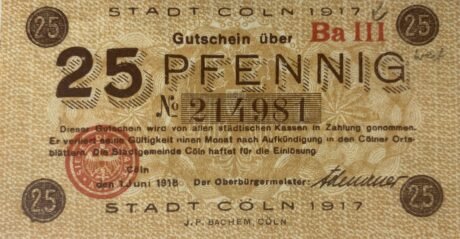 STADT CÖLN 1917
25
25
Gutschein über
Ba III
25 PFENNIG
No 214981
Dieser Gutschein wird von allen städtischen Kassen in Zahlung genommen.
Er verliert seine Gültigkeit einen Monat nach Aufkündigung in den Cölner Orts-
blättern. Die Stadtgemeinde Cöln haftet für die Einlösung.
Cöln
1.Juni 1918
Der Oberbürgermeister:
Adenauer
25
25
STADT CÖLN 1917
J.P. BACHEM, CÖLN